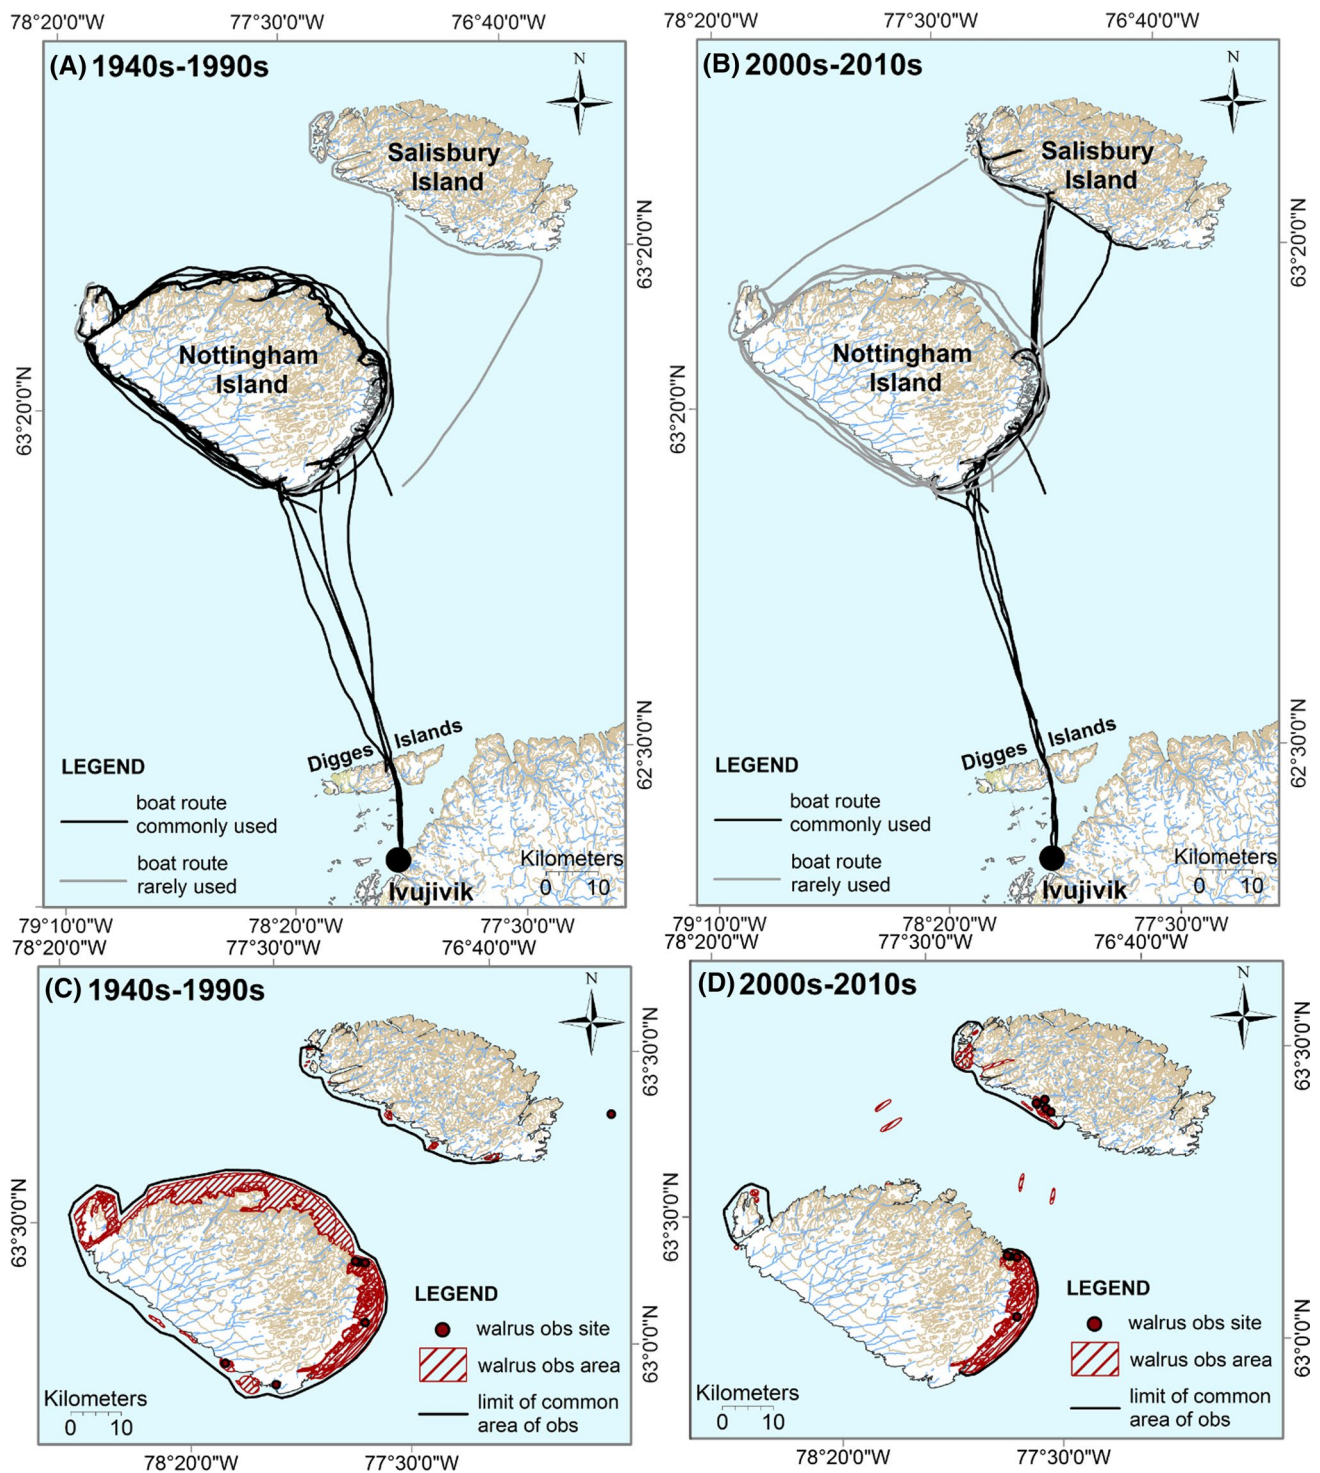 78°20'0"W 77°30'0"W 76°40'0"W
(A) 1940s-1990s
N
Salisbury
Island
63°20'0"N
Nottingham
Island
63°20'0"N
Digges Islands
62°30'0"N
LEGEND
boat route
commonly used
boat route
rarely used
Kilometers
0 10
Ivujivik
79°10'0"W 78°20'0"W 77°30'0"W
78°20'0"W 77°30'0"W 76°40'0"W
(B) 2000s-2010s
N
Salisbury
Island
63°20'0"N
Nottingham
Island
63°20'0"N
Digges Islands
62°30'0"N
LEGEND
boat route
commonly used
boat route
rarely used
Kilometers
0 10
Ivujivik
79°10'0"W 78°20'0"W 77°30'0"W
78°20'0"W 77°30'0"W 76°40'0"W
(C) 1940s-1990s
N
63°30'0"N
63°30'0"N
LEGEND
walrus obs site
walrus obs area
limit of common
area of obs
63°0'0"N
Kilometers
0 10
78°20'0"W 77°30'0"W
78°20'0"W 77°30'0"W 76°40'0"W
(D) 2000s-2010s
N
63°30'0"N
63°30'0"N
LEGEND
walrus obs site
walrus obs area
limit of common
area of obs
63°0'0"N
Kilometers
0 10
78°20'0"W 77°30'0"W